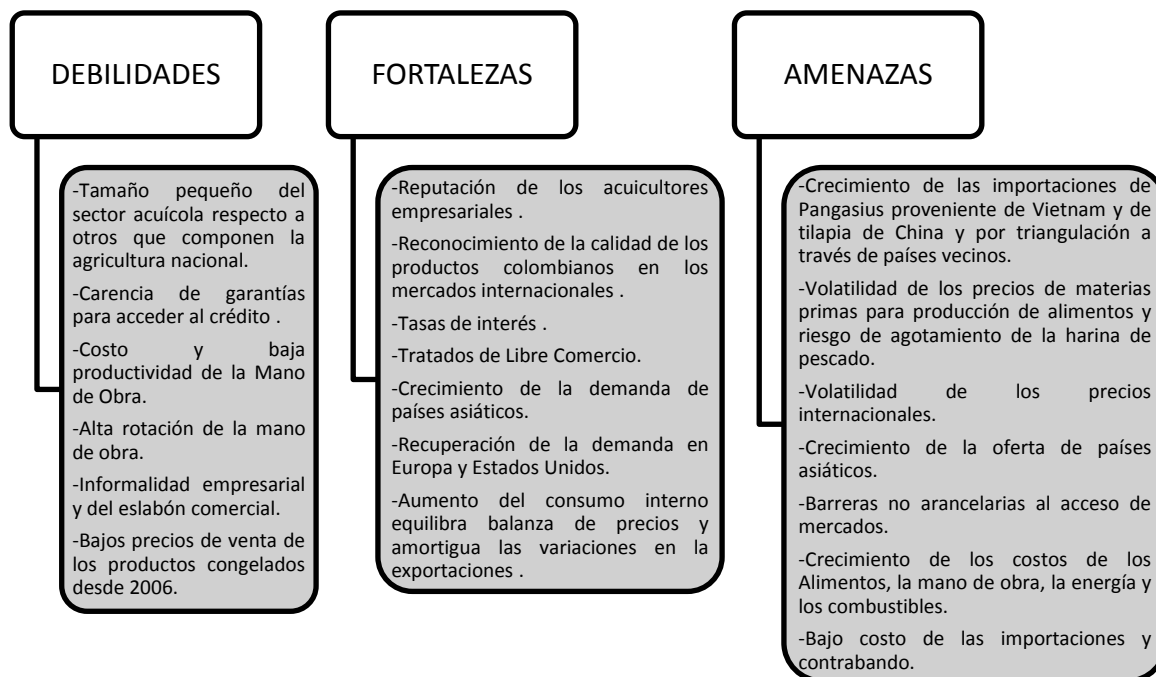 DEBILIDADES
-Tamaño pequeño del
sector acuícola respecto a
otros que componen la
agricultura nacional.
-Carencia de garantías
para acceder al crédito .
-Costo y baja
productividad de la Mano
de Obra.
-Alta rotación de la mano
de obra.
-Informalidad empresarial
y del eslabón comercial.
-Bajos precios de venta de
los productos congelados
desde 2006.
FORTALEZAS
-Reputación de los acuicultores
empresariales .
-Reconocimiento de la calidad de los
productos colombianos en los
mercados internacionales .
-Tasas de interés .
-Tratados de Libre Comercio.
-Crecimiento de la demanda de
países asiáticos.
-Recuperación de la demanda en
Europa y Estados Unidos.
-Aumento del consumo interno
equilibra balanza de precios y
amortigua las variaciones en la
exportaciones .
AMENAZAS
-Crecimiento de las importaciones de
Pangasius proveniente de Vietnam y de
tilapia de China y por triangulación a
través de países vecinos.
-Volatilidad de los precios de materias
primas para producción de alimentos y
riesgo de agotamiento de la harina de
pescado.
-Volatilidad de los precios
internacionales.
-Crecimiento de la oferta de países
asiáticos.
-Barreras no arancelarias al acceso de
mercados.
-Crecimiento de los costos de los
Alimentos, la mano de obra, la energía y
los combustibles.
-Bajo costo de las importaciones y
contrabando.